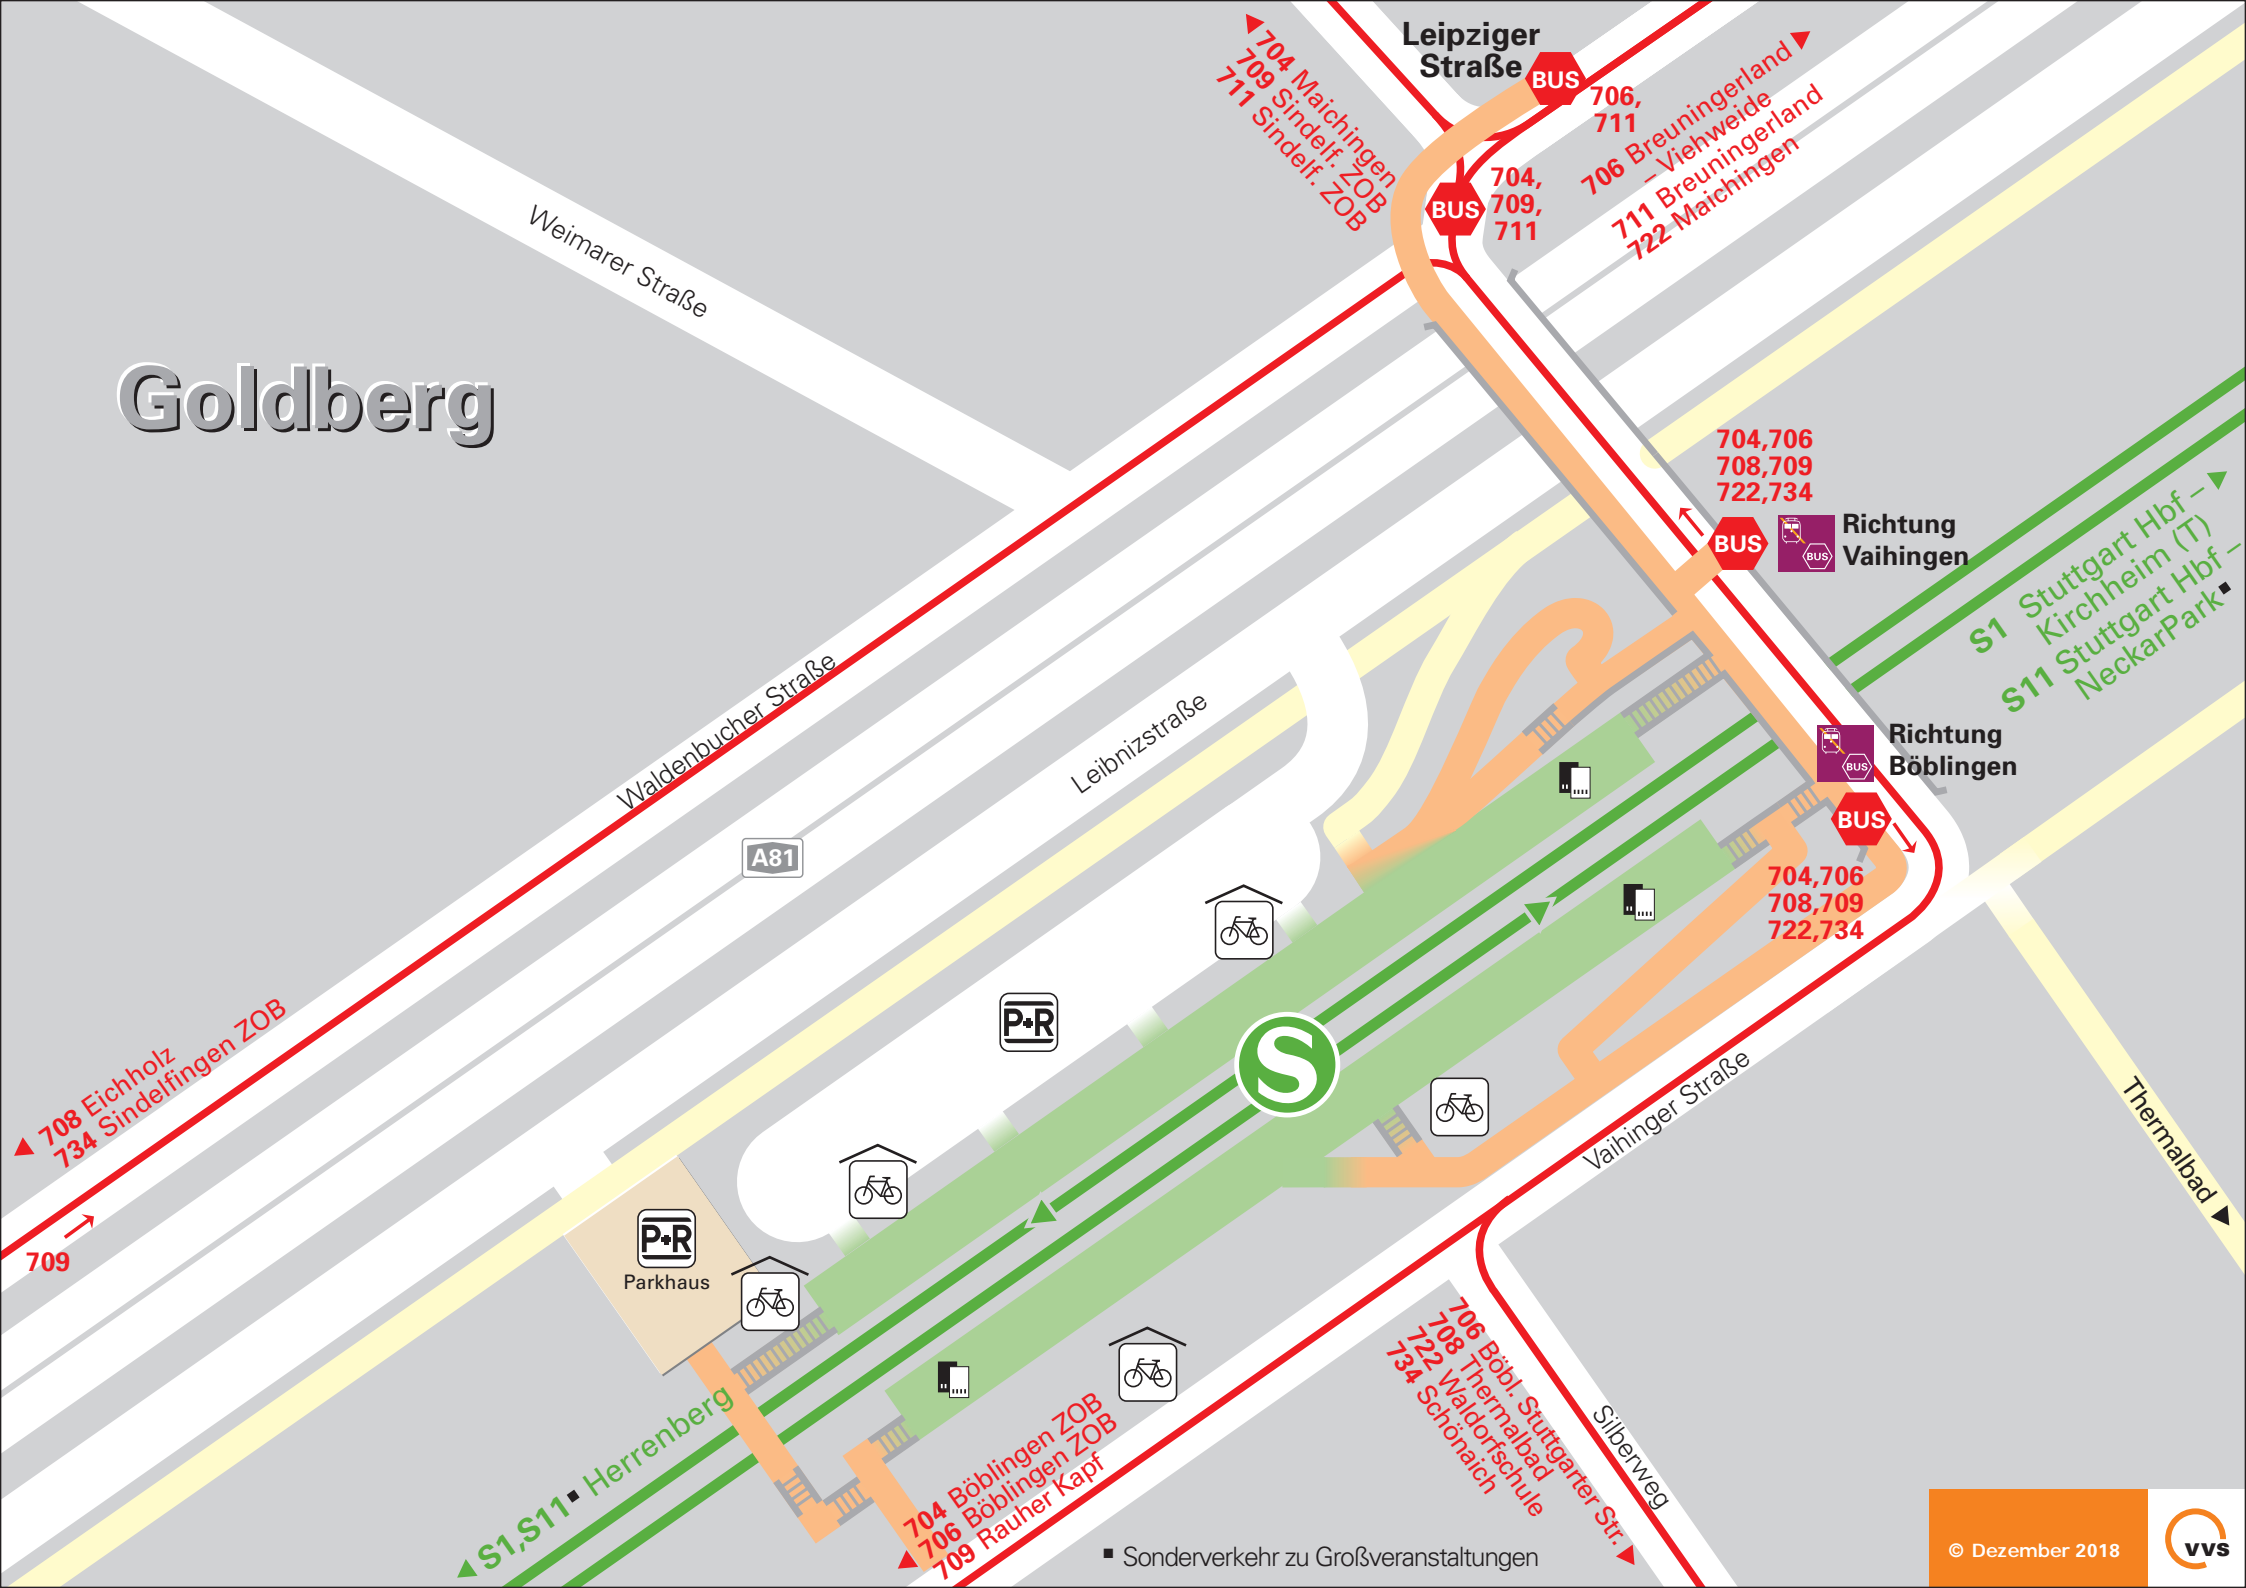 Leipziger
Straße
BUS
706,
711
704 Maichingen
709 Sindelf. ZOB
711 Sindelf. ZOB
706 Breuningerland
– Viehweide
711 Breuningerland
722 Maichingen
BUS
704,
709,
711
Weimarer Straße
Goldberg
704,706
708,709
722,734
BUS
BUS
Richtung
Vaihingen
S1 Stuttgart Hbf –
Kirchheim (T)
S11 Stuttgart Hbf –
NeckarPark
Waldenbucher Straße
Leibnizstraße
BUS
Richtung
Böblingen
BUS
704,706
708,709
722,734
A81
P+R
S
708 Eichholz
734 Sindelfingen ZOB
709
P+R
Parkhaus
Vaihinger Straße
Thermalbad
S1,S11 Herrenberg
704 Böblingen ZOB
706 Böblingen ZOB
709 Rauher Kapf
706 Böbl. Stuttgarter Str.
708 Thermalbad
722 Waldorfschule
734 Schönaich
Silberweg
Sonderverkehr zu Großveranstaltungen
© Dezember 2018
vvs